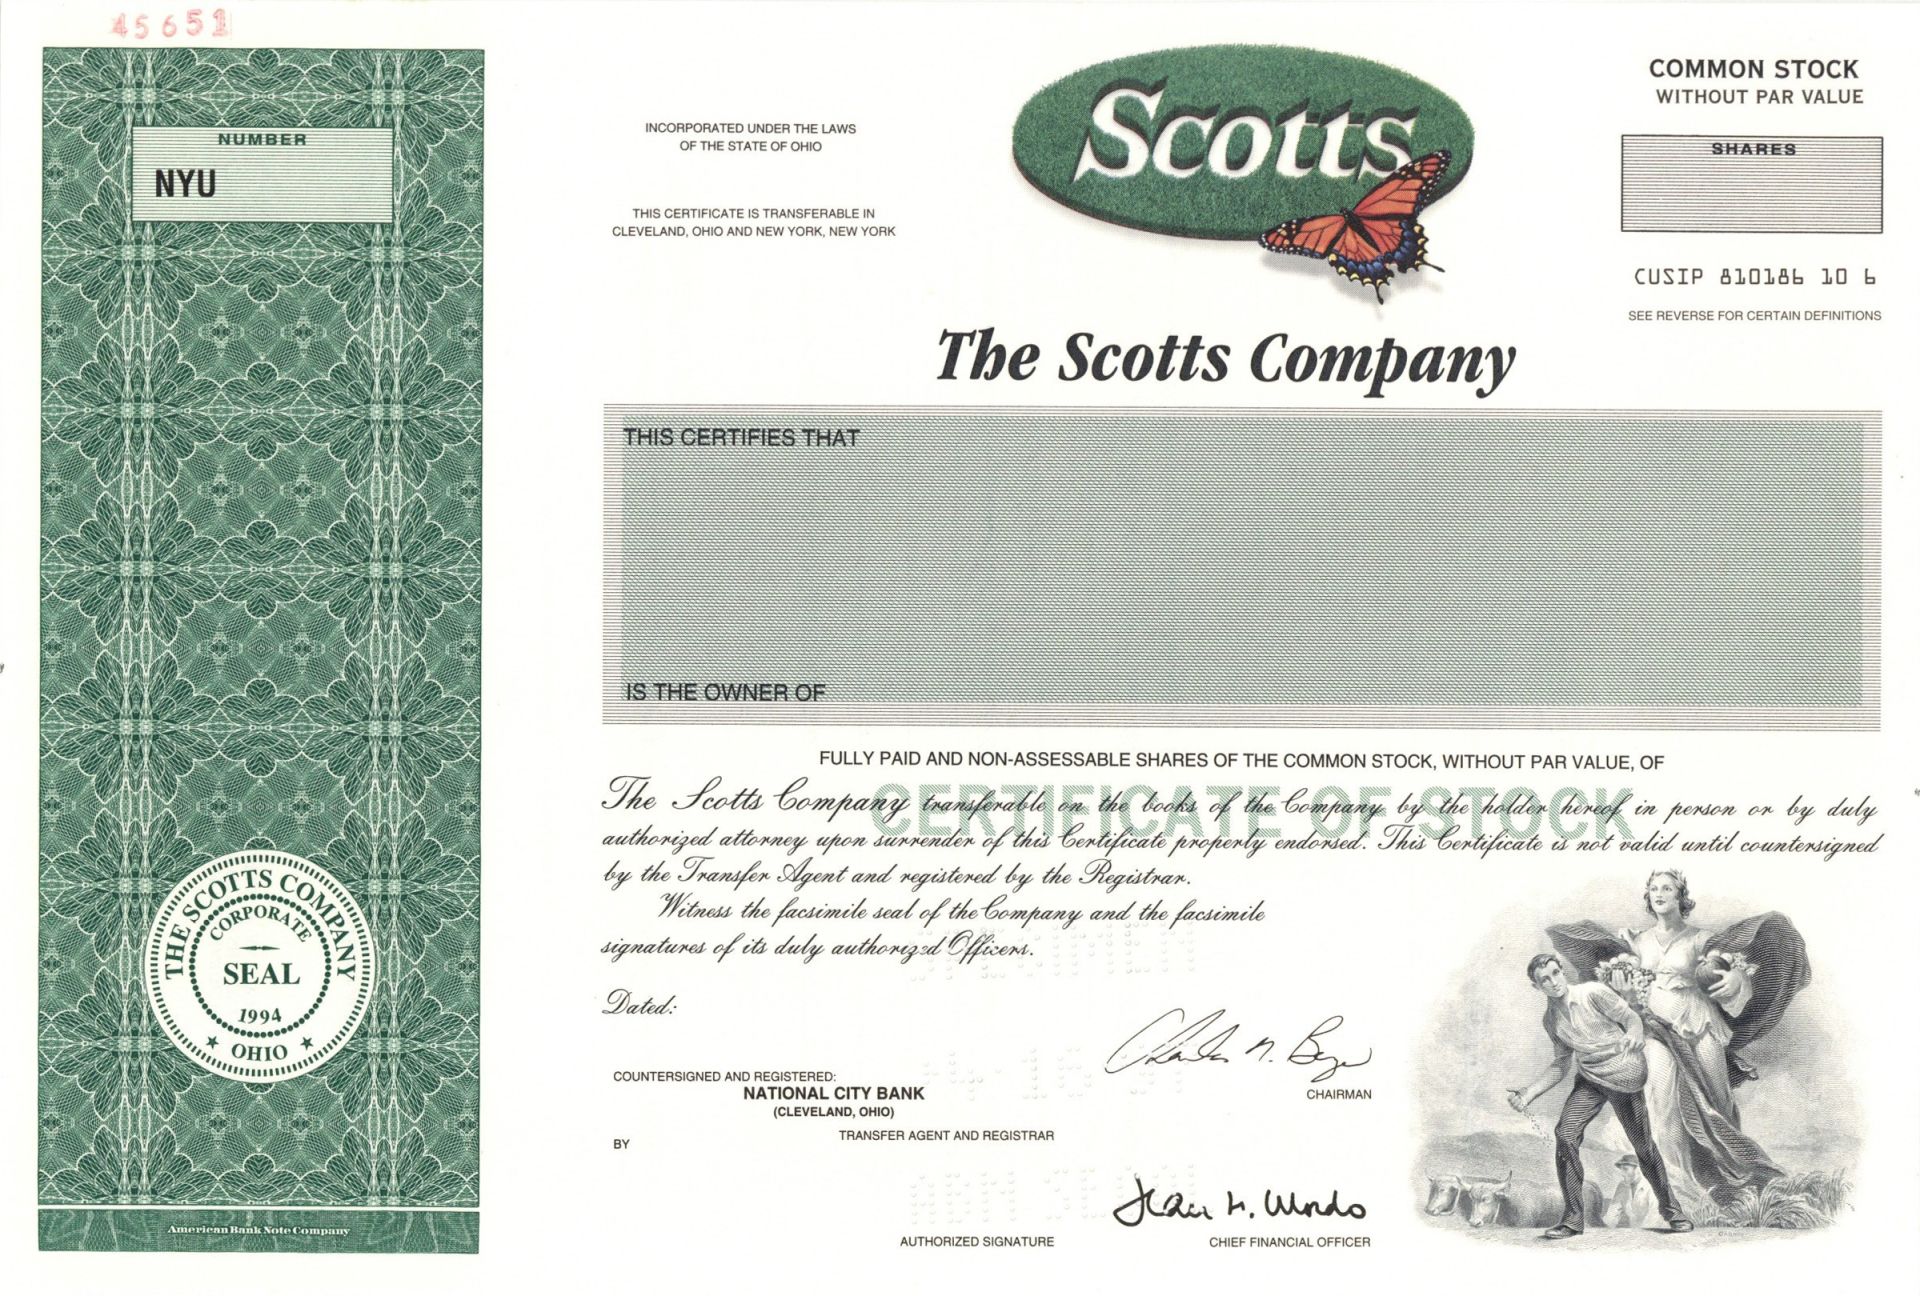 45651
NUMBER
NYU
INCORPORATED UNDER THE LAWS
OF THE STATE OF OHIO
THIS CERTIFICATE IS TRANSFERABLE IN
CLEVELAND, OHIO AND NEW YORK, NEW YORK
Scotts
COMMON STOCK
WITHOUT PAR VALUE
SHARES
CUSIP 810186 10 6
SEE REVERSE FOR CERTAIN DEFINITIONS
The Scotts Company
THIS CERTIFIES THAT
IS THE OWNER OF
FULLY PAID AND NON-ASSESSABLE SHARES OF THE COMMON STOCK, WITHOUT PAR VALUE, OF
CERTIFICATE OF STOCK
The Scotts Company transferable on the books of the Company by the holder hereof in person or by duly
authorized attorney upon surrender of this Certificate properly endorsed. This Certificate is not valid until countersigned
by the Transfer Agent and registered by the Registrar.
Witness the facsimile seal of the Company and the facsimile
signatures of its duly authorized Officers.
Dated:
COUNTERSIGNED AND REGISTERED:
NATIONAL CITY BANK
(CLEVELAND, OHIO)
TRANSFER AGENT AND REGISTRAR
BY
AUTHORIZED SIGNATURE
CHAIRMAN
CHIEF FINANCIAL OFFICER
THE SCOTTS COMPANY
CORPORATE
SEAL
1994
★ OHIO ★
American Bank Note Company